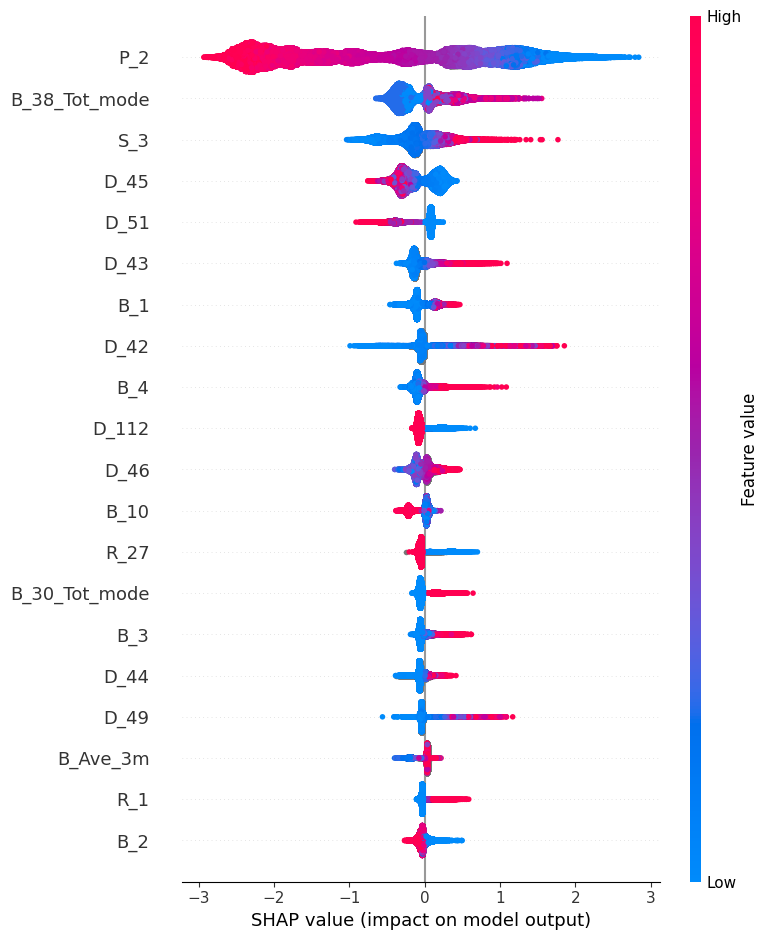 High
P_2
B_38_Tot_mode
S_3
D_45
D_51
D_43
B_1
D_42
B_4
D_112
D_46
B_10
R_27
B_30_Tot_mode
B_3
D_44
D_49
B_Ave_3m
R_1
B_2
Feature value
Low
−3 −2 −1 0 1 2 3
SHAP value (impact on model output)